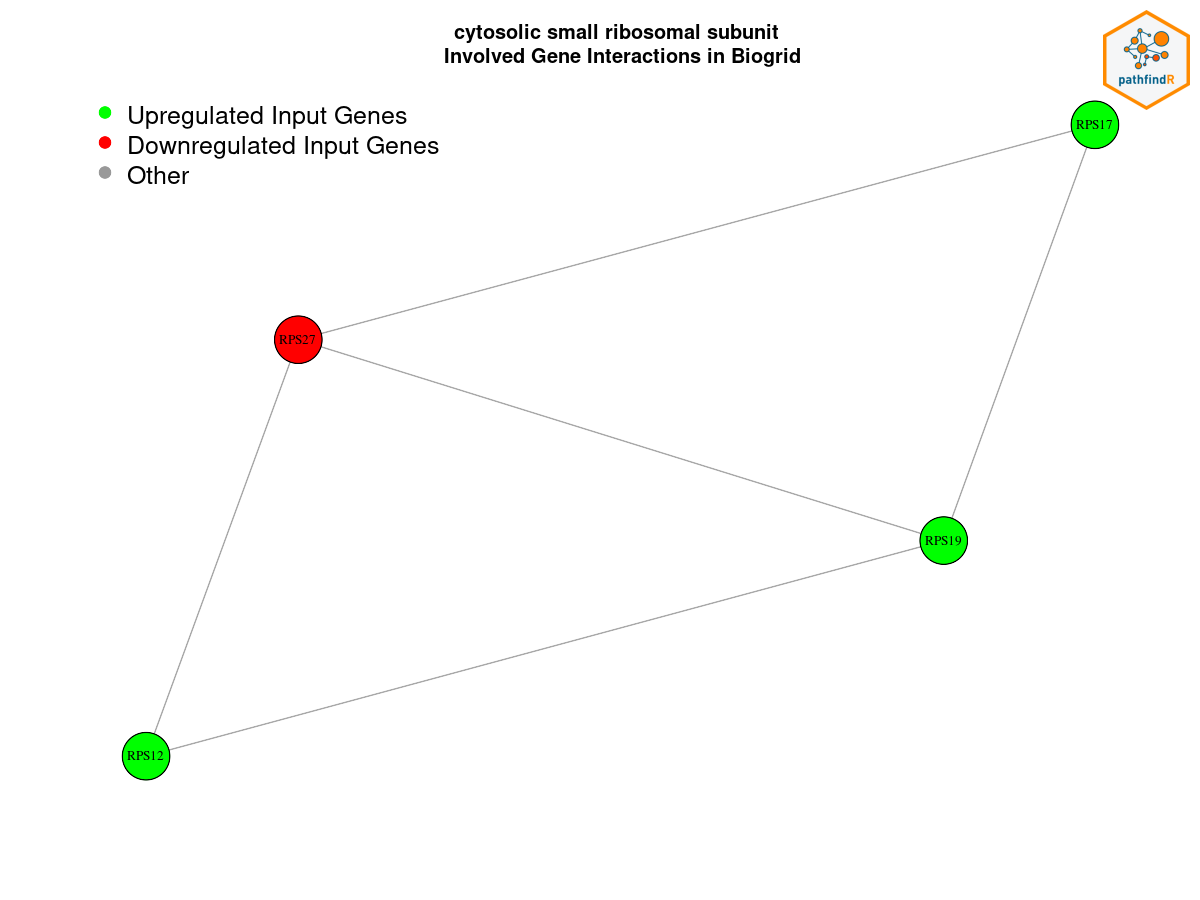 cytosolic small ribosomal subunit
Involved Gene Interactions in Biogrid
pathfindR
Upregulated Input Genes
Downregulated Input Genes
Other
RPS17
RPS27
RPS19
RPS12